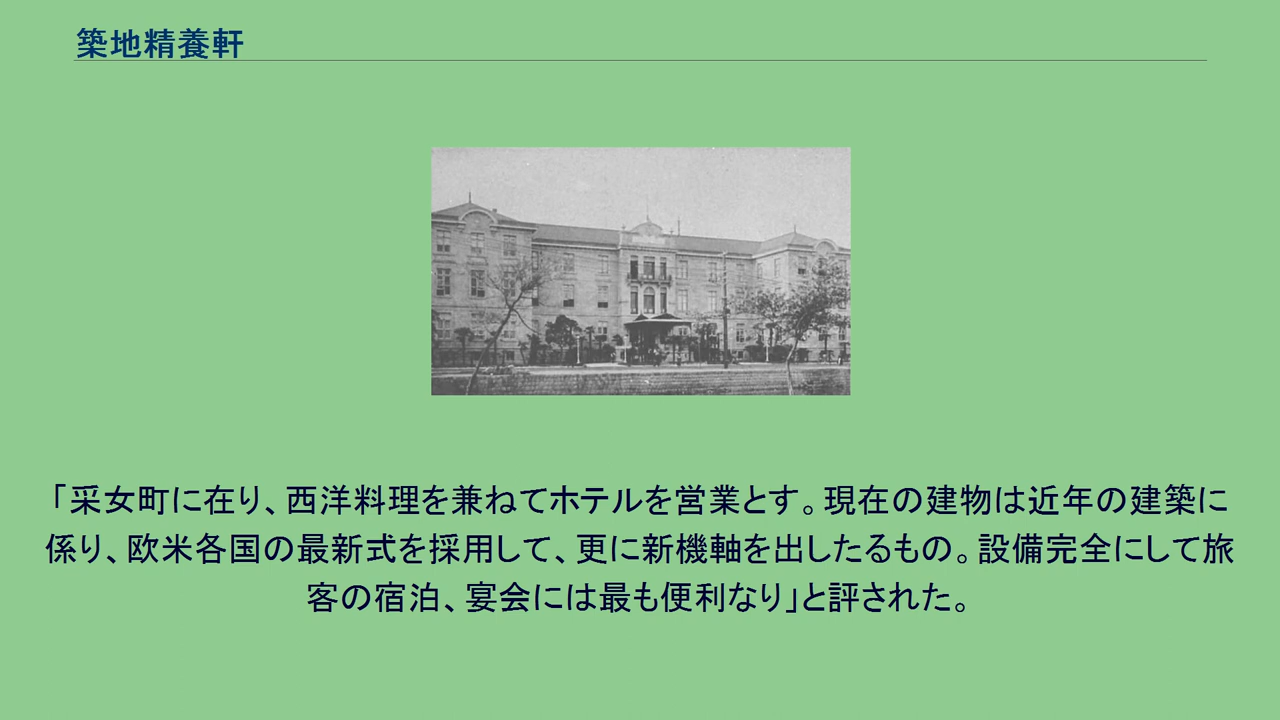 築地精養軒
「采女町に在り、西洋料理を兼ねてホテルを営業とす。現在の建物は近年の建築に
係り、欧米各国の最新式を採用して、更に新機軸を出したるもの。設備完全にして旅
客の宿泊、宴会には最も便利なり」と評された。